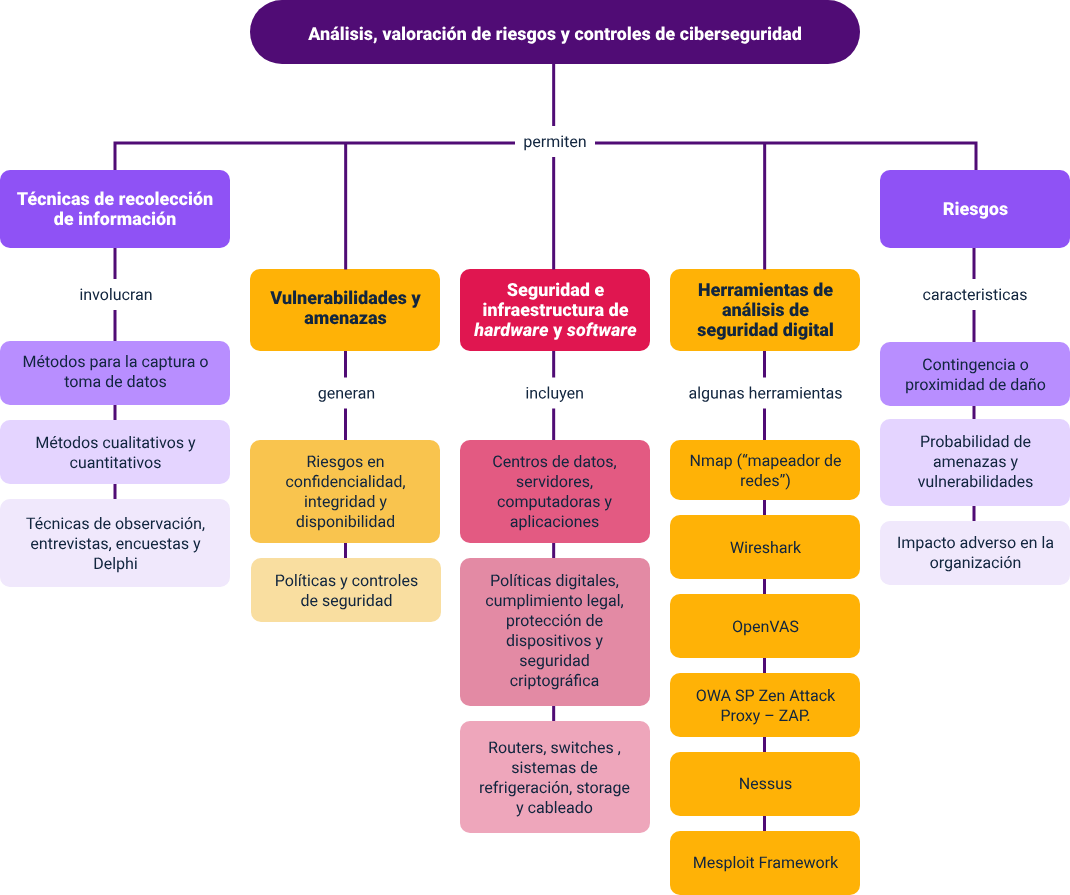 Análisis, valoración de riesgos y controles de ciberseguridad
permiten
Técnicas de recolección
de información
involucran
Métodos para la captura o
toma de datos
Métodos cualitativos y
cuantitativos
Técnicas de observación,
entrevistas, encuestas y
Delphi
Vulnerabilidades y
amenazas
generan
Riesgos en
confidencialidad,
integridad y
disponibilidad
Políticas y controles
de seguridad
Seguridad e
infraestructura de
hardware y software
incluyen
Centros de datos,
servidores,
computadoras y
aplicaciones
Políticas digitales,
cumplimiento legal,
protección de
dispositivos y
seguridad
criptográfica
Routers, switches ,
sistemas de
refrigeración, storage
y cableado
Herramientas de
análisis de
seguridad digital
algunas herramientas
Nmap (“mapeador de
redes”)
Wireshark
OpenVAS
OWA SP Zen Attack
Proxy – ZAP.
Nessus
Mesploit Framework
Riesgos
caracteristicas
Contingencia o
proximidad de daño
Probabilidad de
amenazas y
vulnerabilidades
Impacto adverso en la
organización